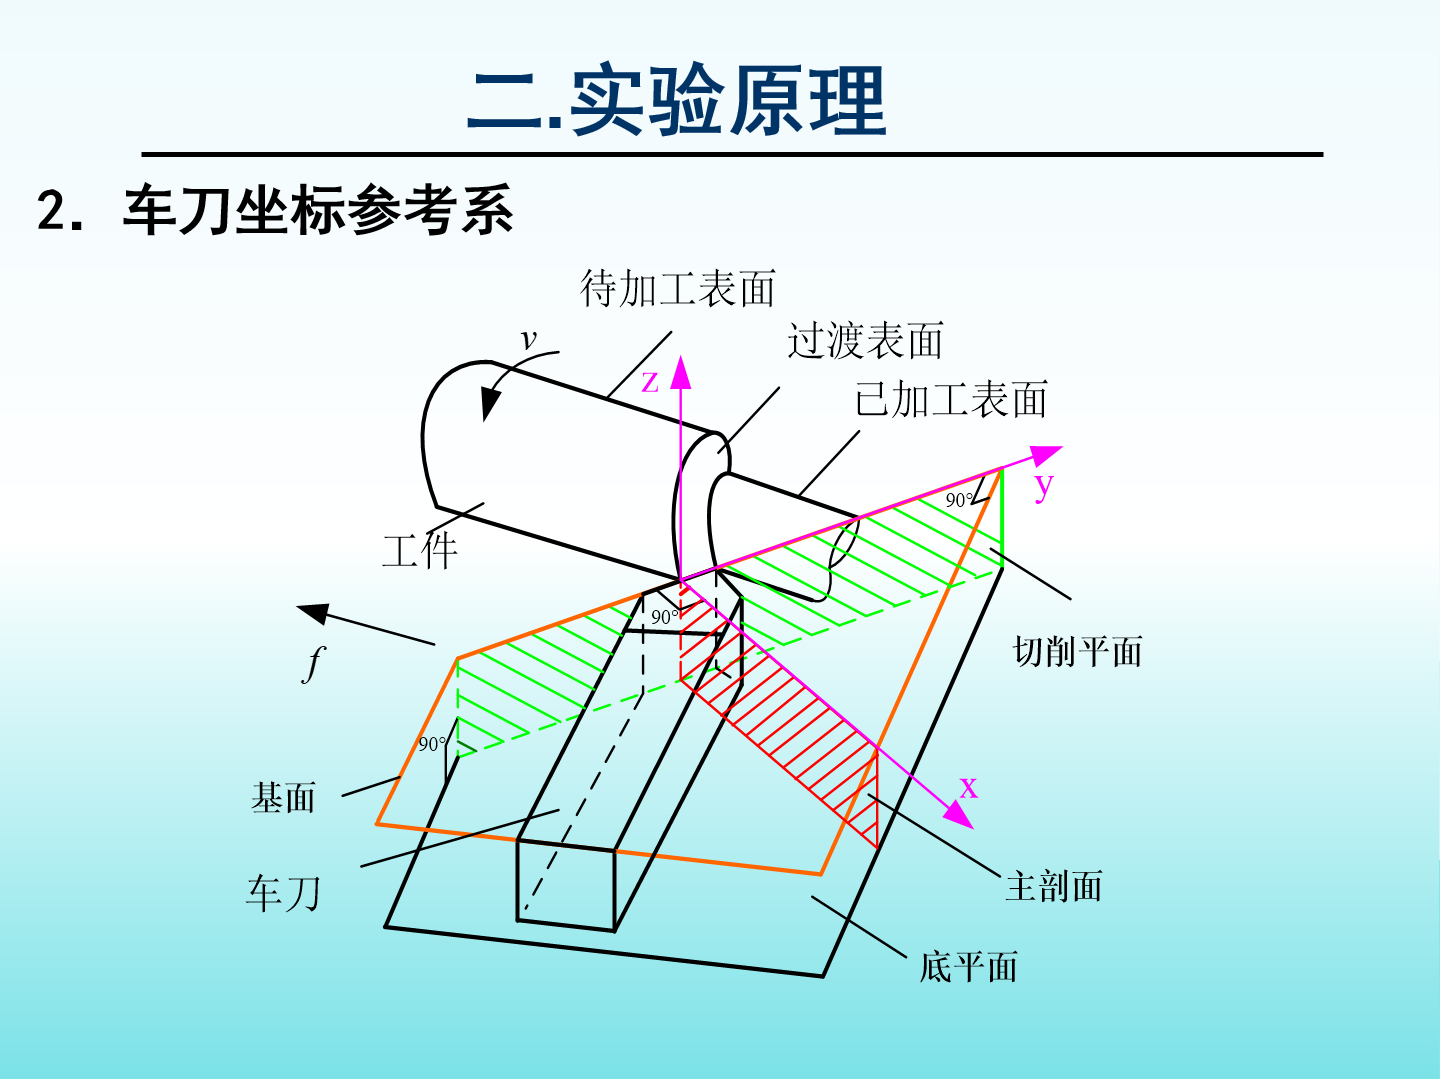 二.实验原理
2. 车刀坐标参考系
待加工表面
v
过渡表面
z
已加工表面
y
90°
工件
90°
f
切削平面
90°
基面
x
车刀
主剖面
底平面